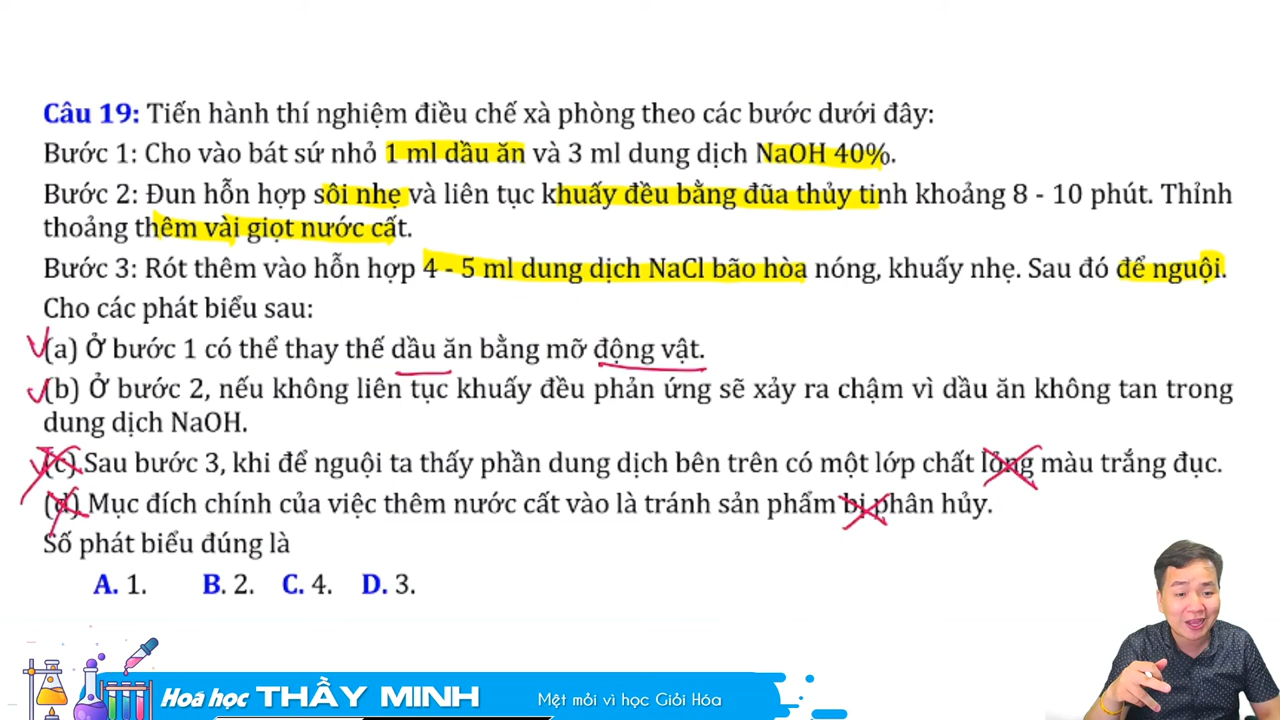 Câu 19: Tiến hành thí nghiệm điều chế xà phòng theo các bước dưới đây:
Bước 1: Cho vào bát sứ nhỏ 1 ml dầu ăn và 3 ml dung dịch NaOH 40%.
Bước 2: Đun hỗn hợp sôi nhẹ và liên tục khuấy đều bằng đũa thủy tinh khoảng 8 - 10 phút. Thỉnh
thoảng thêm vài giọt nước cất.
Bước 3: Rót thêm vào hỗn hợp 4 - 5 ml dung dịch NaCl bão hòa nóng, khuấy nhẹ. Sau đó để nguội.
Cho các phát biểu sau:
(a) Ở bước 1 có thể thay thế dầu ăn bằng mỡ động vật.
(b) Ở bước 2, nếu không liên tục khuấy đều phản ứng sẽ xảy ra chậm vì dầu ăn không tan trong
dung dịch NaOH.
(c) Sau bước 3, khi để nguội ta thấy phần dung dịch bên trên có một lớp chất lỏng màu trắng đục.
(d) Mục đích chính của việc thêm nước cất vào là tránh sản phẩm bị phân hủy.
Số phát biểu đúng là
A. 1. B. 2. C. 4. D. 3.
Hoá học THẦY MINH Mệt mỏi vì học Giỏi Hóa